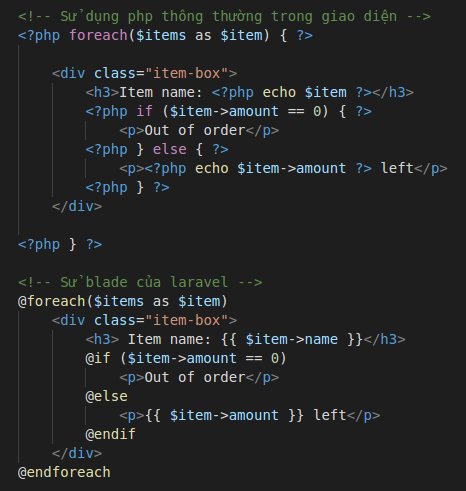 <!-- Sử dụng php thông thường trong giao diện -->
<?php foreach($items as $item) { ?>
<div class="item-box">
<h3>Item name: <?php echo $item ?></h3>
<?php if ($item->amount == 0) { ?>
<p>Out of order</p>
<?php } else { ?>
<p><?php echo $item->amount ?> left</p>
<?php } ?>
</div>
<?php } ?>
<!-- Sử blade của laravel -->
@foreach($items as $item)
<div class="item-box">
<h3> Item name: {{ $item->name }}</h3>
@if ($item->amount == 0)
<p>Out of order</p>
@else
<p>{{ $item->amount }} left</p>
@endif
</div>
@endforeach